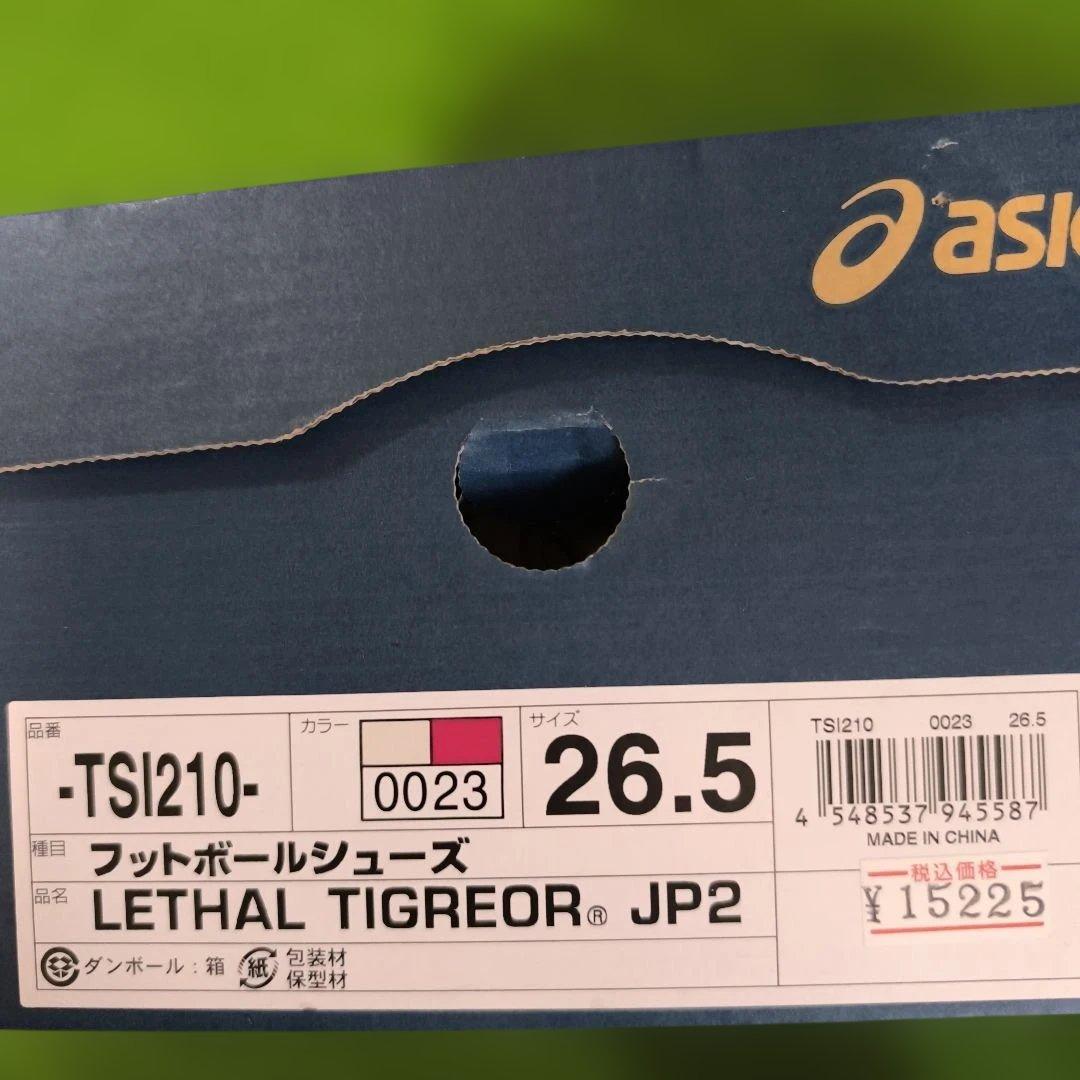 asic
品番
-TSI210-
カラー
0023
サイズ
26.5
TSI210 0023 26.5
4 548537 945587
MADE IN CHINA
種目 フットボールシューズ
品名 LETHAL TIGREOR® JP2
税込価格
¥15225
ダンボール：箱 紙 包装材
保型材